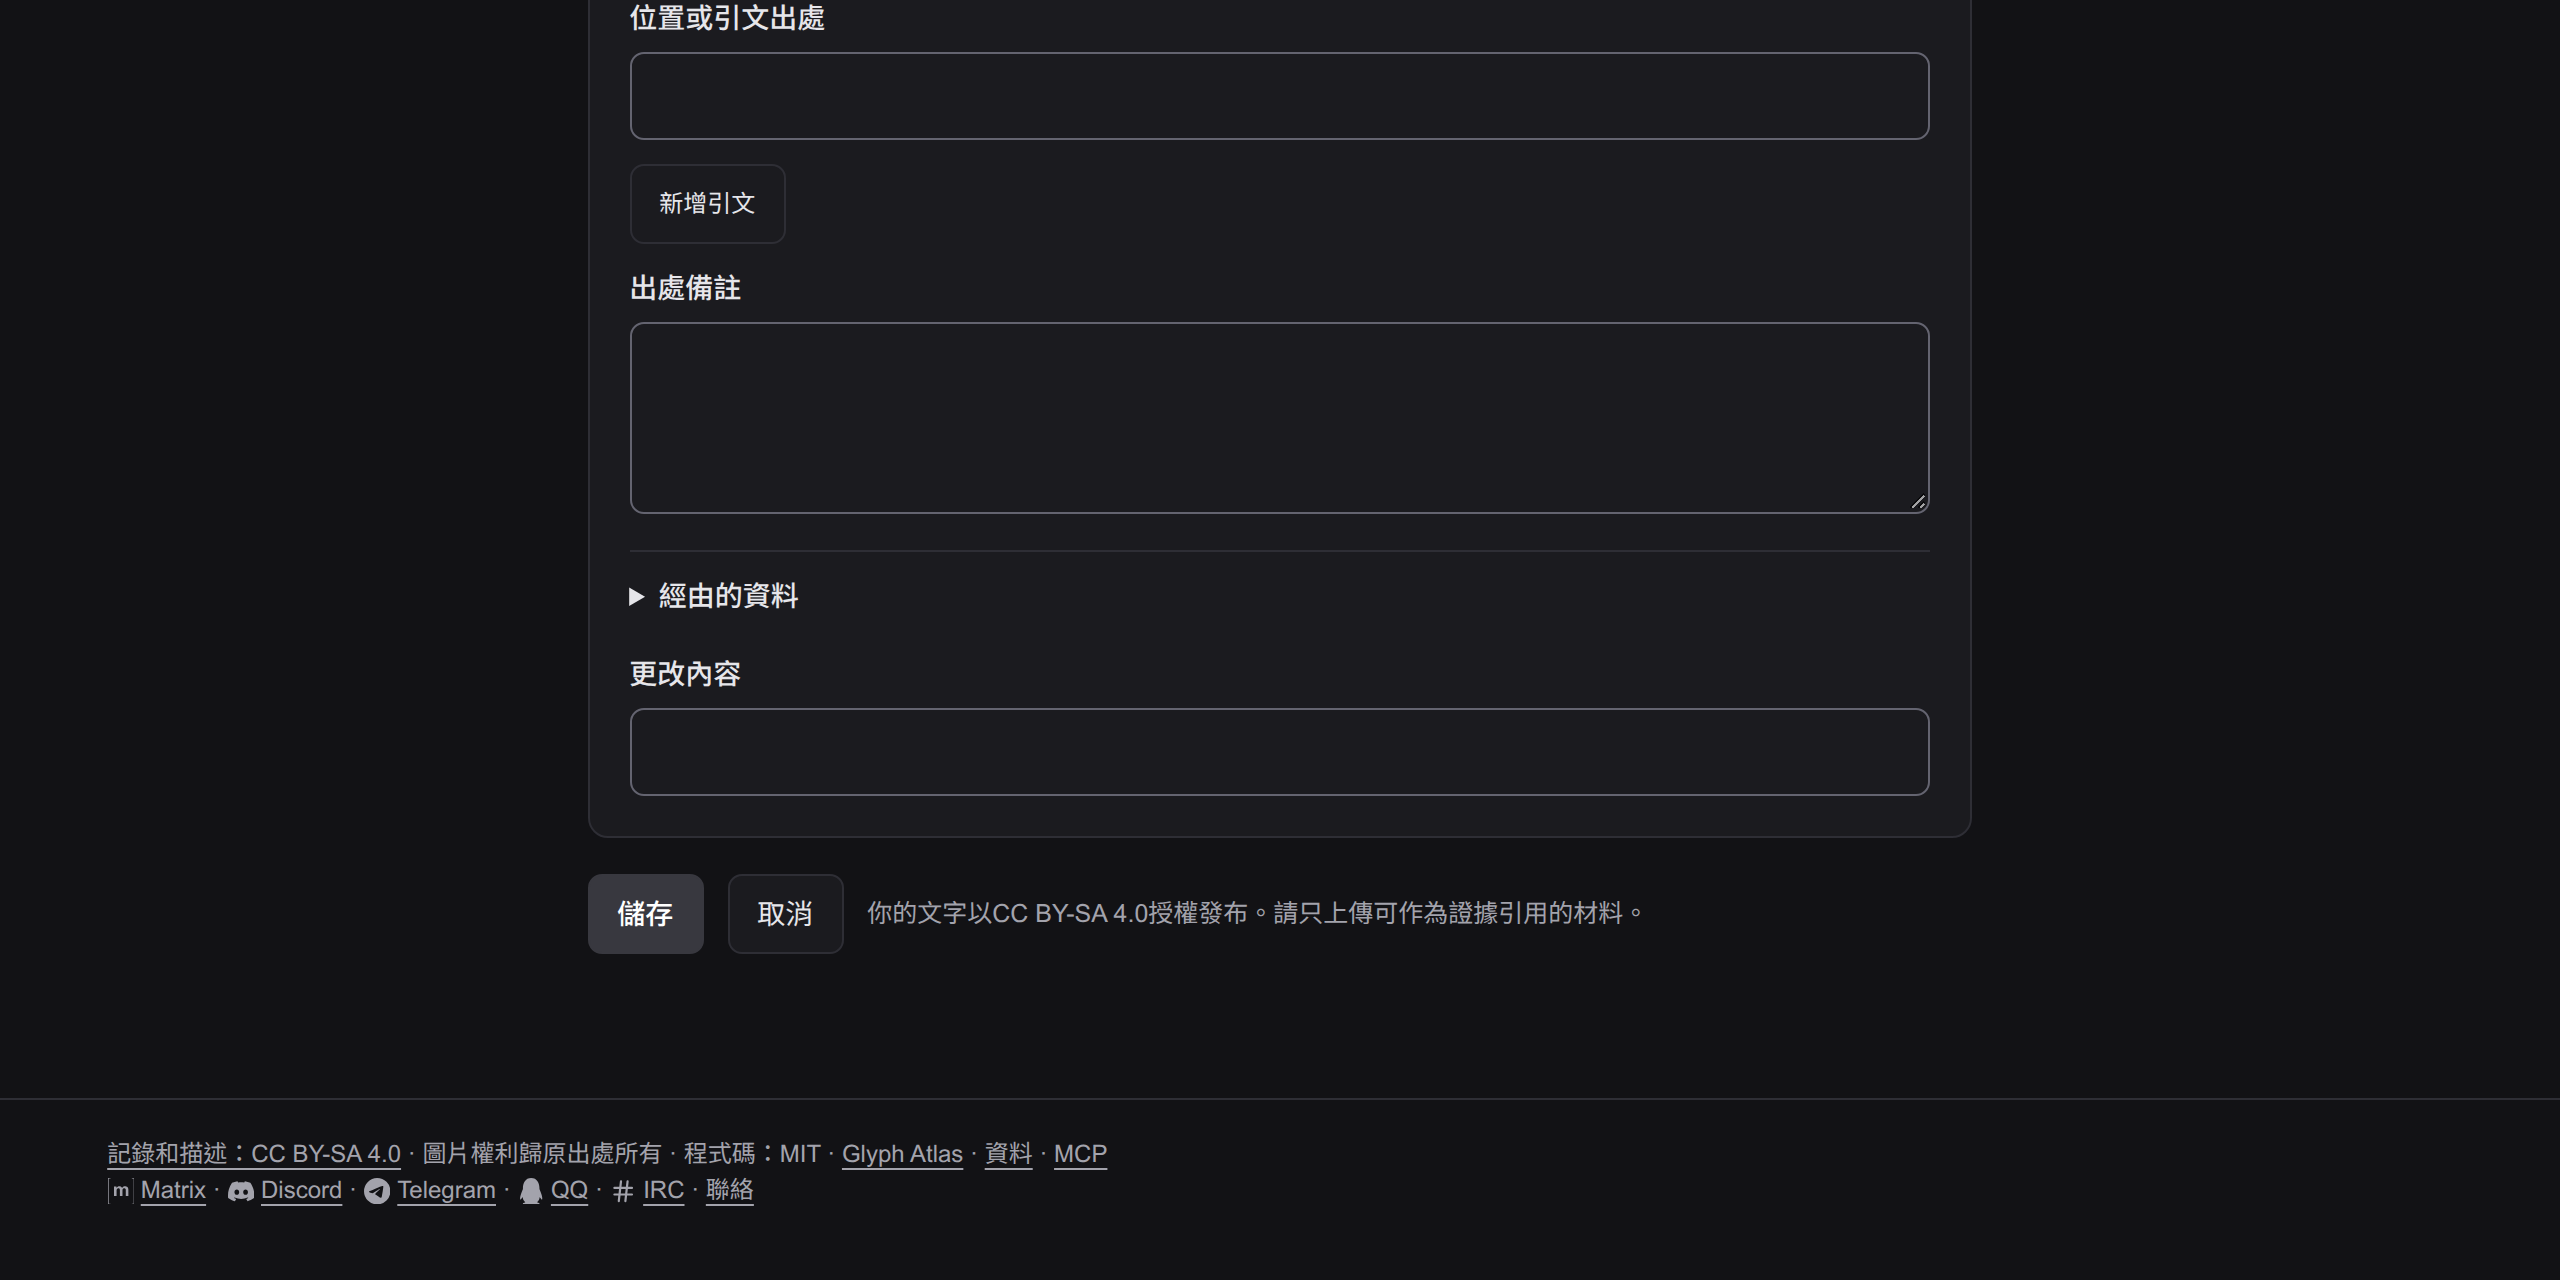 位置或引文出處
新增引文
出處備註
經由的資料
更改內容
儲存
取消
你的文字以CC BY-SA 4.0授權發布。請只上傳可作為證據引用的材料。
記錄和描述：CC BY-SA 4.0 · 圖片權利歸原出處所有 · 程式碼：MIT · Glyph Atlas · 資料 · MCP
[m] Matrix · Discord · Telegram · QQ · # IRC · 聯絡